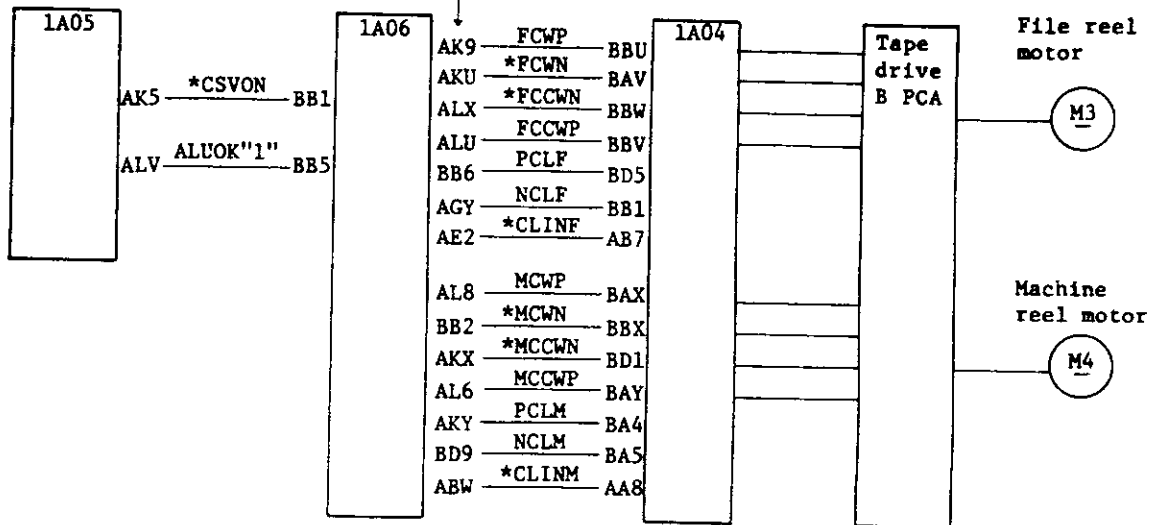 1A05
AK5 *CSVON BB1
ALV ALUOK"1" BB5
1A06
1A04
AK9 FCWP BBU
AKU *FCWN BAV
ALX *FCCWN BBW
ALU FCCWP BBV
BB6 PCLF BD5
AGY NCLF BB1
AE2 *CLINF AB7
AL8 MCWP BAX
BB2 *MCWN BBX
AKX *MCCWN BD1
AL6 MCCWP BAY
AKY PCLM BA4
BD9 NCLM BA5
ABW *CLINM AA8
Tape
drive
B PCA
File reel
motor
M3
Machine
reel motor
M4